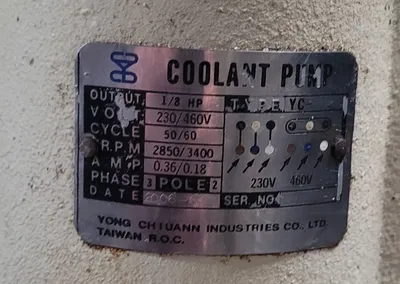 COOLANT PUMP
OUTPUT 1/8 HP TYPE YC-
VOLT 230/460V
CYCLE 50/60
R.P.M 2850/3400
AMP 0.36/0.18
PHASE 3 POLE 2 230V 460V
DATE SER. NO
YONG CHIUANN INDUSTRIES CO., LTD.
TAIWAN R.O.C.